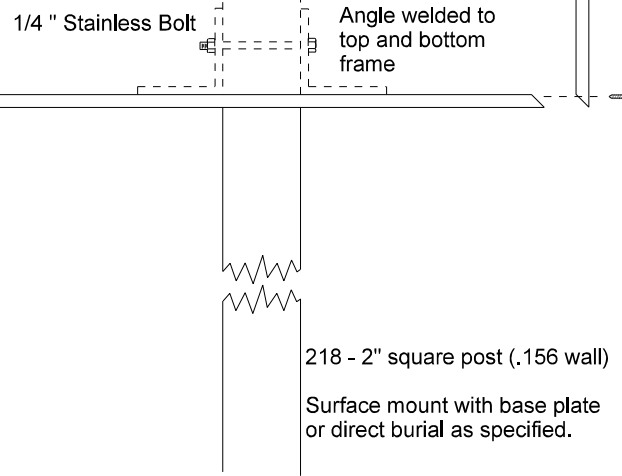 1/4 " Stainless Bolt
Angle welded to
top and bottom
frame
218 - 2" square post (.156 wall)
Surface mount with base plate
or direct burial as specified.